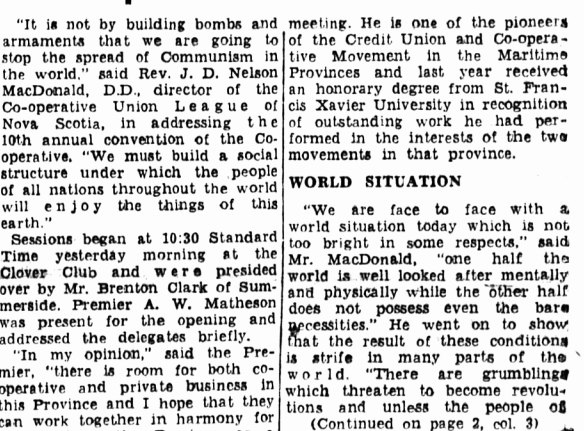 "It is not by building bombs and
armaments that we are going to
stop the spread of Communism in
the world," said Rev. J. D. Nelson
MacDonald, D.D., director of the
Co-operative Union League of
Nova Scotia, in addressing the
10th annual convention of the Co-
operative. "We must build a social
structure under which the people
of all nations throughout the world
will enjoy the things of this
earth."
Sessions began at 10:30 Standard
Time yesterday morning at the
Clover Club and were presided
over by Mr. Brenton Clark of Sum-
merside. Premier A. W. Matheson
was present for the opening and
addressed the delegates briefly.
"In my opinion," said the Pre-
mier, "there is room for both co-
operative and private business in
this Province and I hope that they
can work together in harmony for
meeting. He is one of the pioneers
of the Credit Union and Co-opera-
tive Movement in the Maritime
Provinces and last year received
an honorary degree from St. Fran-
cis Xavier University in recognition
of outstanding work he had per-
formed in the interests of the two
movements in that province.
WORLD SITUATION
"We are face to face with a
world situation today which is not
too bright in some respects," said
Mr. MacDonald, "one half the
world is well looked after mentally
and physically while the other half
does not possess even the bare
necessities." He went on to show
that the result of these conditions
is strife in many parts of the
world. "There are grumblings
which threaten to become revolu-
tions and unless the people of
(Continued on page 2, col. 3)